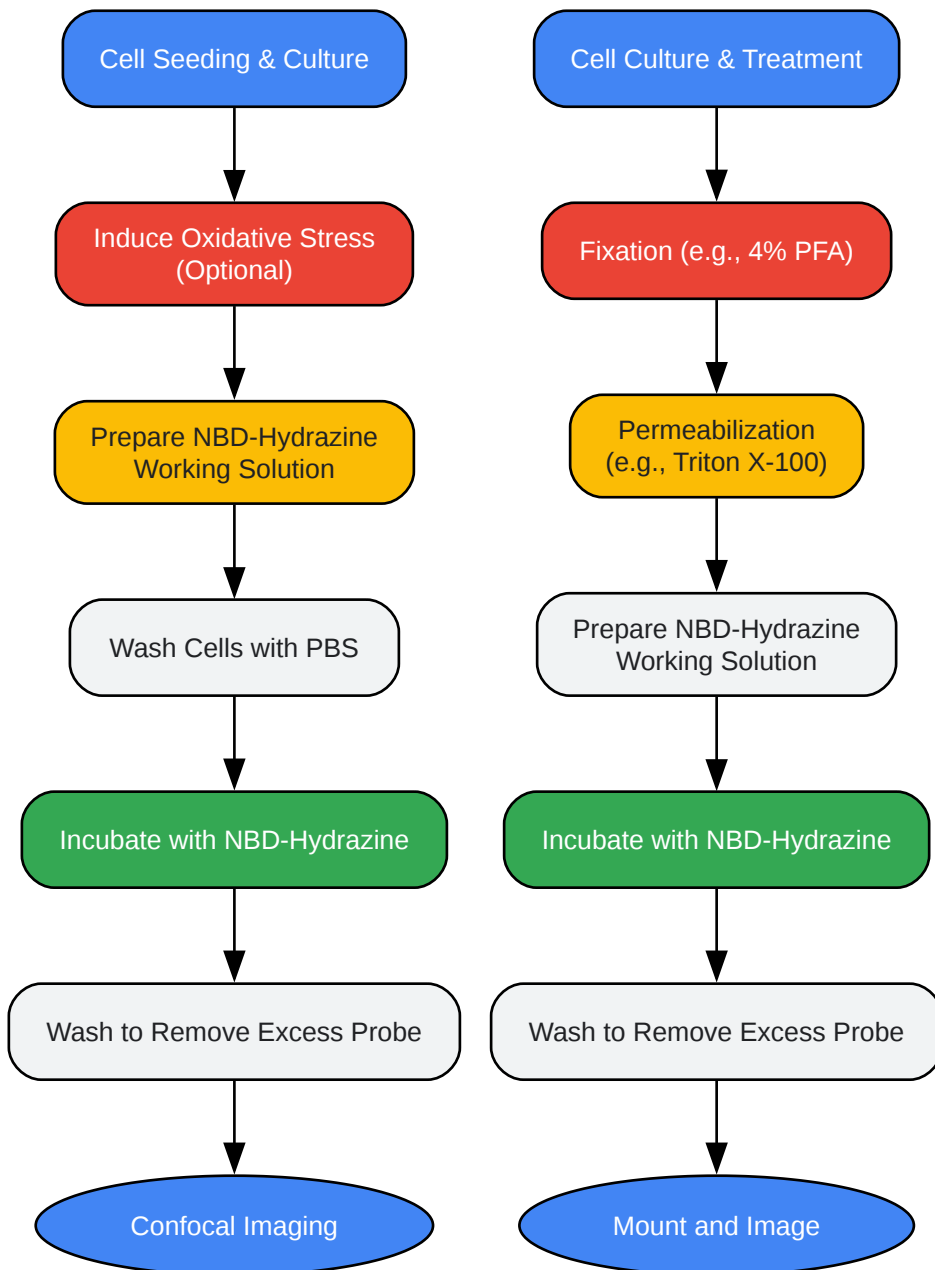 Cell Seeding & Culture
Induce Oxidative Stress
(Optional)
Prepare NBD-Hydrazine
Working Solution
Wash Cells with PBS
Incubate with NBD-Hydrazine
Wash to Remove Excess Probe
Confocal Imaging
Cell Culture & Treatment
Fixation (e.g., 4% PFA)
Permeabilization
(e.g., Triton X-100)
Prepare NBD-Hydrazine
Working Solution
Incubate with NBD-Hydrazine
Wash to Remove Excess Probe
Mount and Image